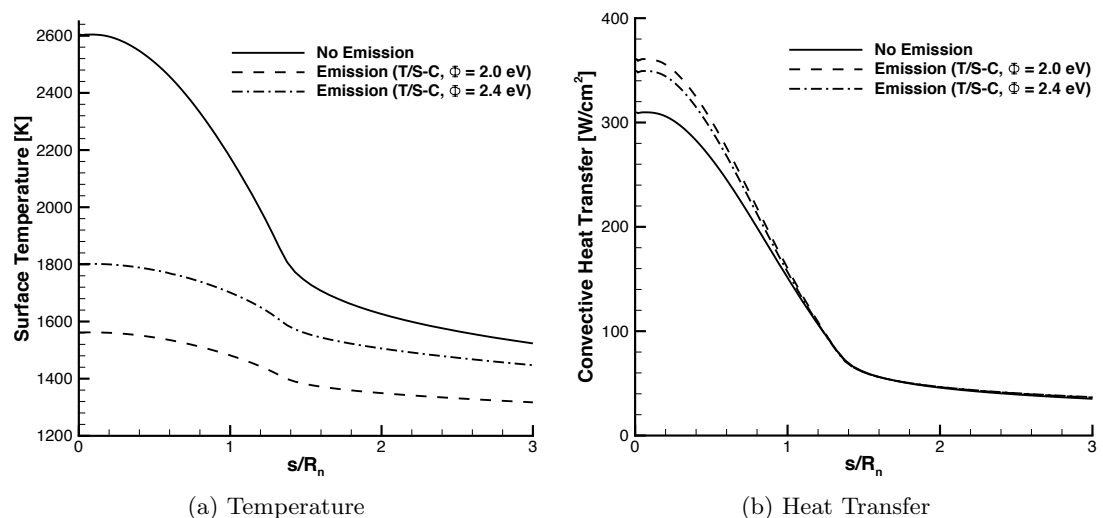 No Emission
Emission (T/S-C, Φ = 2.0 eV)
Emission (T/S-C, Φ = 2.4 eV)
Surface Temperature [K]
2600
2400
2200
2000
1800
1600
1400
1200
0
1
2
3
s/Rₙ
(a) Temperature
No Emission
Emission (T/S-C, Φ = 2.0 eV)
Emission (T/S-C, Φ = 2.4 eV)
Convective Heat Transfer [W/cm²]
400
300
200
100
0
0
1
2
3
s/Rₙ
(b) Heat Transfer